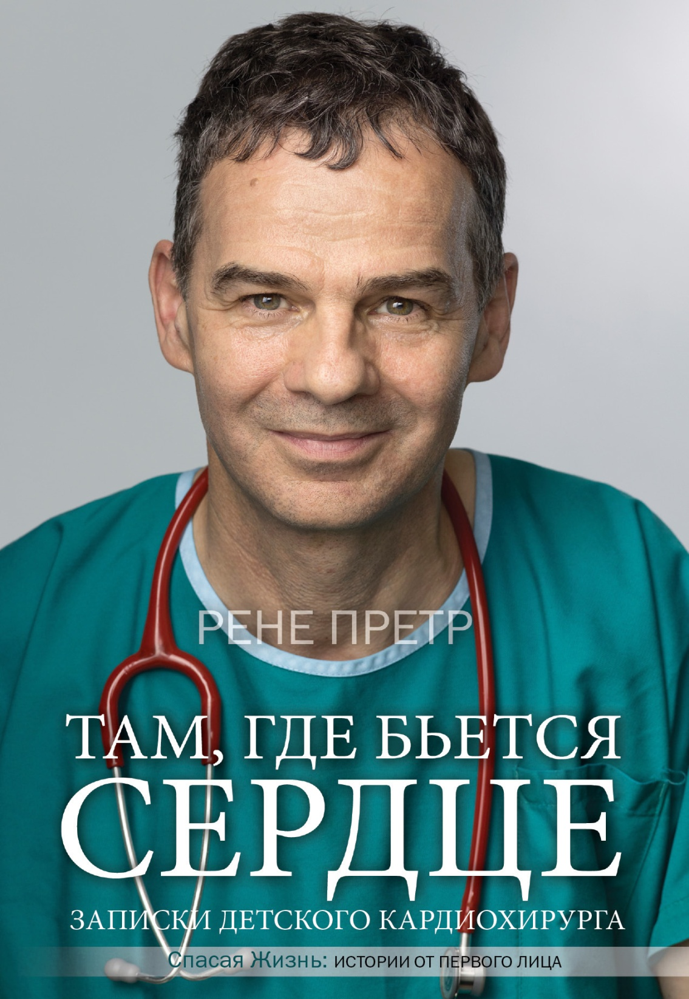 РЕНЕ ПРЕТР
ТАМ, ГДЕ БЬЕТСЯ
СЕРДЦЕ
ЗАПИСКИ ДЕТСКОГО КАРДИОХИРУРГА
Спасая Жизнь: ИСТОРИИ ОТ ПЕРВОГО ЛИЦА